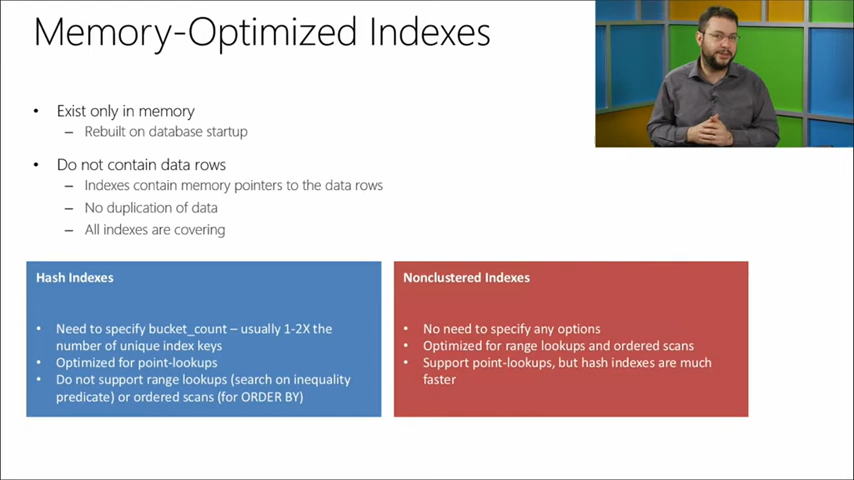 Memory-Optimized Indexes
• Exist only in memory
– Rebuilt on database startup
• Do not contain data rows
– Indexes contain memory pointers to the data rows
– No duplication of data
– All indexes are covering
Hash Indexes
• Need to specify bucket_count – usually 1-2X the
number of unique index keys
• Optimized for point-lookups
• Do not support range lookups (search on inequality
predicate) or ordered scans (for ORDER BY)
Nonclustered Indexes
• No need to specify any options
• Optimized for range lookups and ordered scans
• Support point-lookups, but hash indexes are much
faster